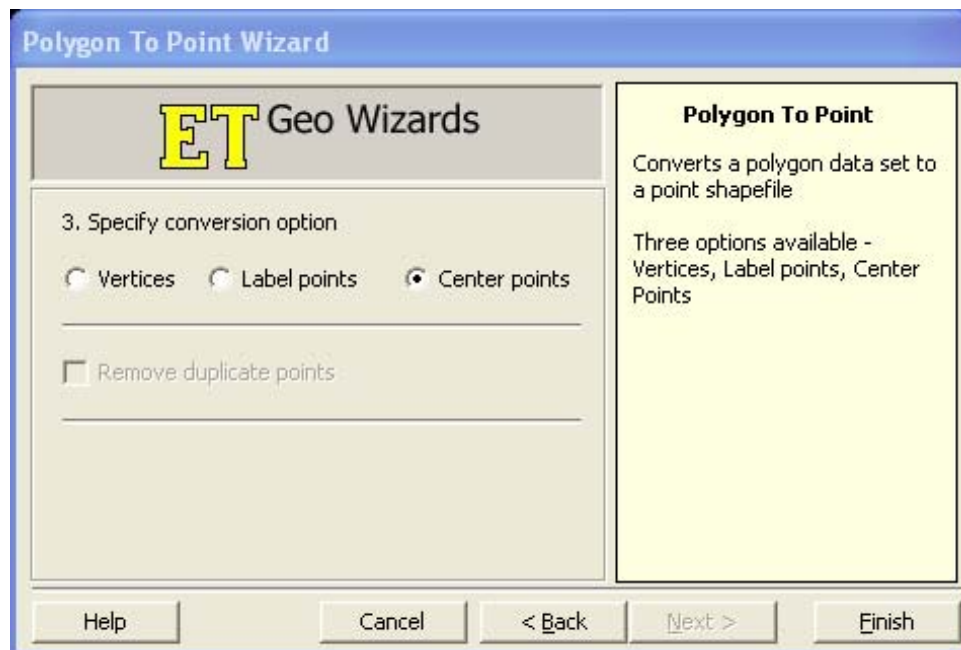 Polygon To Point Wizard
ET Geo Wizards
3. Specify conversion option
Vertices Label points Center points
Remove duplicate points
Polygon To Point
Converts a polygon data set to
a point shapefile
Three options available -
Vertices, Label points, Center
Points
Help Cancel < Back Next > Finish